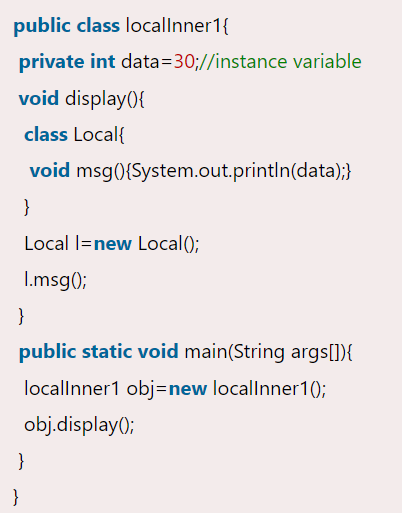 public class localInner1{
private int data=30;//instance variable
void display(){
class Local{
void msg(){System.out.println(data);}
}
Local l=new Local();
l.msg();
}
public static void main(String args[]){
localInner1 obj=new localInner1();
obj.display();
}
}